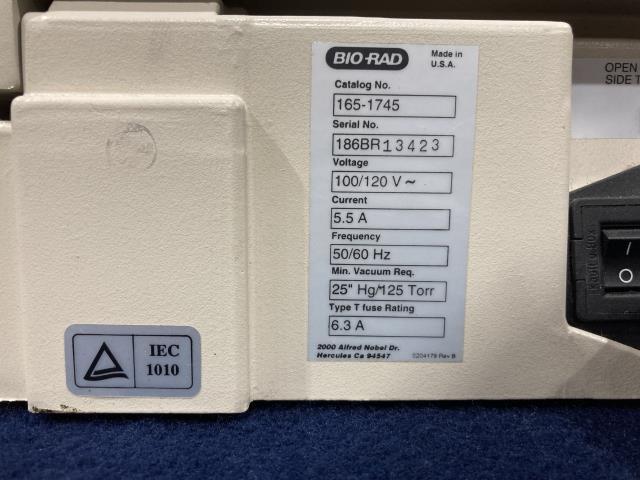 BIO-RAD
Made in
U.S.A.
Catalog No.
165-1745
Serial No.
186BR13423
Voltage
100/120 V ~
Current
5.5 A
Frequency
50/60 Hz
Min. Vacuum Req.
25" Hg/125 Torr
Type T fuse Rating
6.3 A
2000 Alfred Nobel Dr.
Hercules Ca 94547
Rev B
IEC
1010
OPEN
SIDE T
I
O